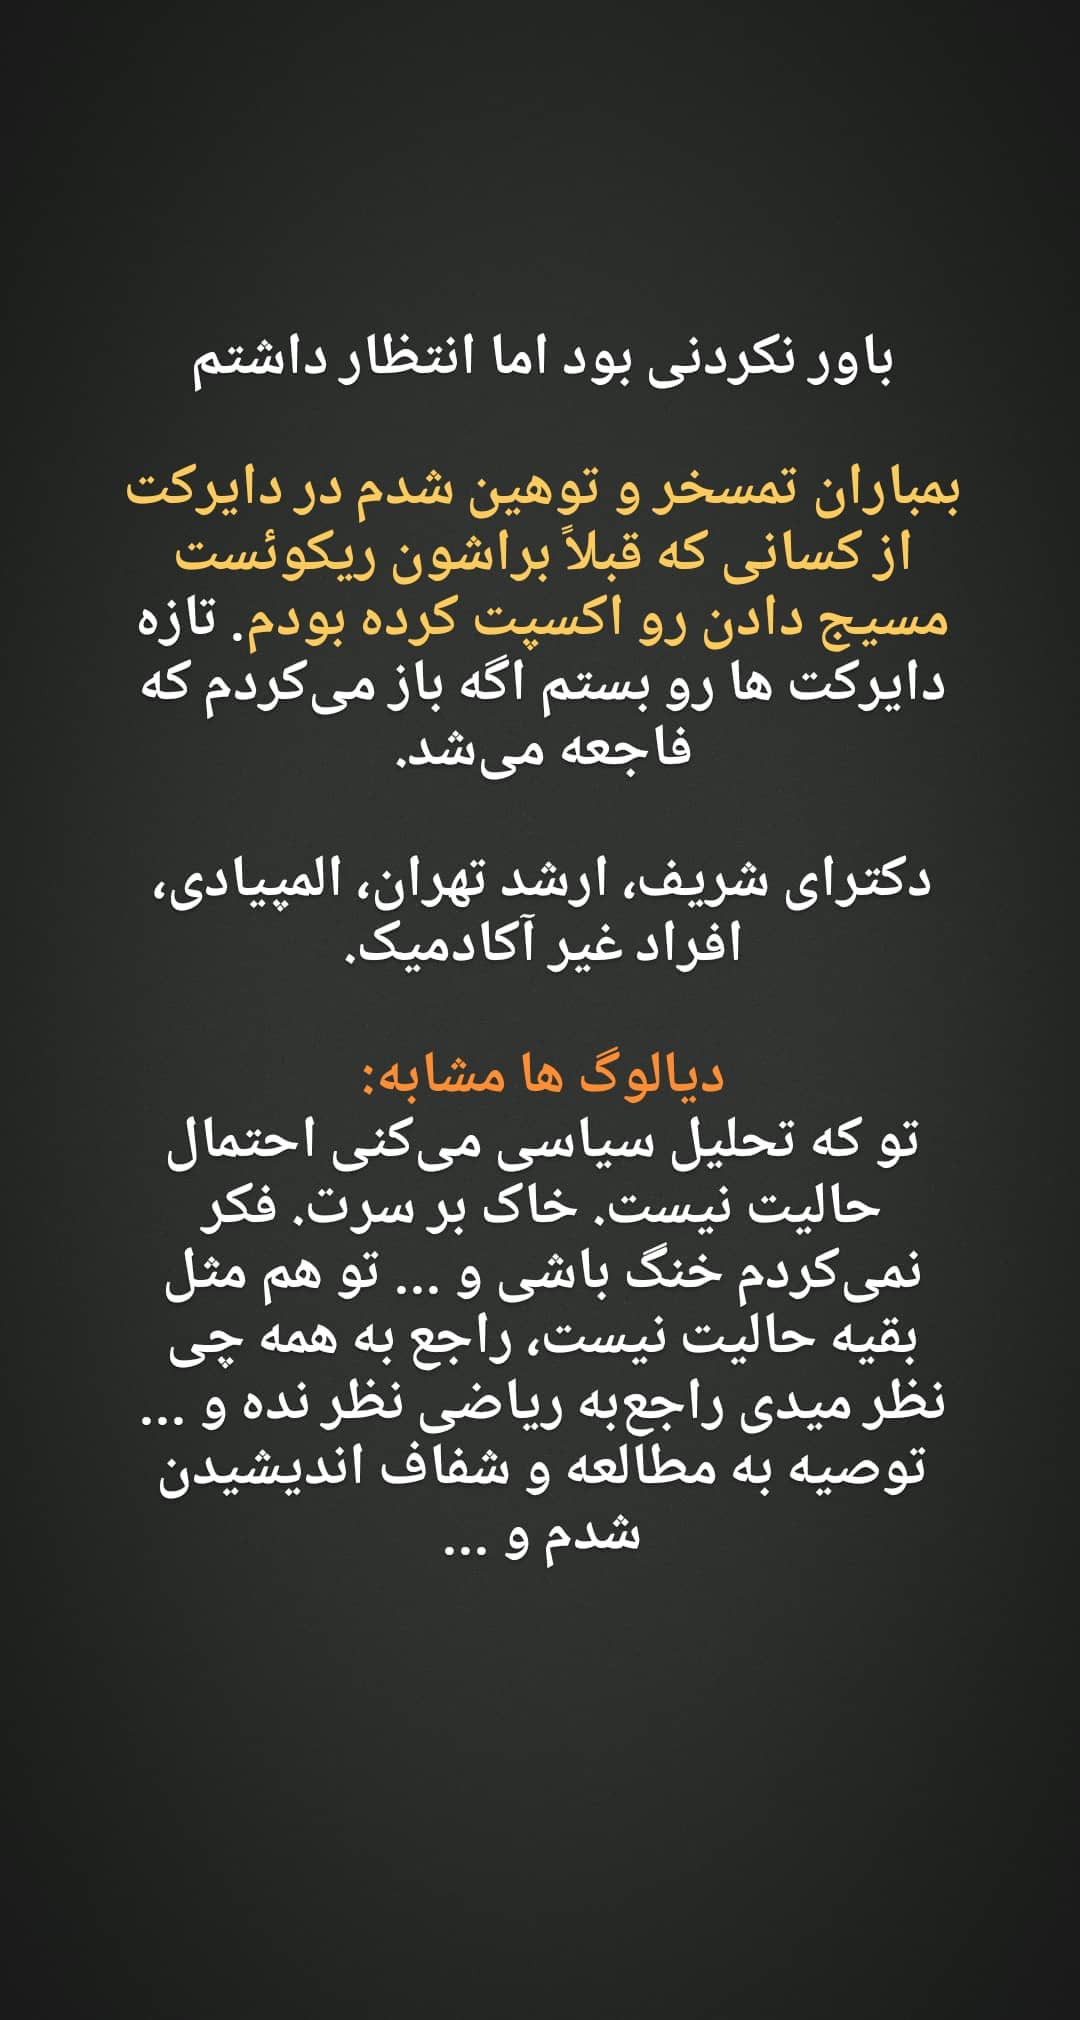 باور نکردنی بود اما انتظار داشتم
بمباران تمسخر و توهین شدم در دایرکت
از کسانی که قبلاً براشون ریکوئست
مسیج دادن رو اکسپت کرده بودم. تازه
دایرکت ها رو بستم اگه باز می‌کردم که
فاجعه می‌شد.
دکترای شریف، ارشد تهران، المپیادی،
افراد غیر آکادمیک.
دیالوگ ها مشابه:
تو که تحلیل سیاسی می‌کنی احتمال
حالیت نیست. خاک بر سرت. فکر
نمی‌کردم خنگ باشی و ... تو هم مثل
بقیه حالیت نیست، راجع به همه چی
نظر میدی راجع‌به ریاضی نظر نده و ...
توصیه به مطالعه و شفاف اندیشیدن
شدم و ...